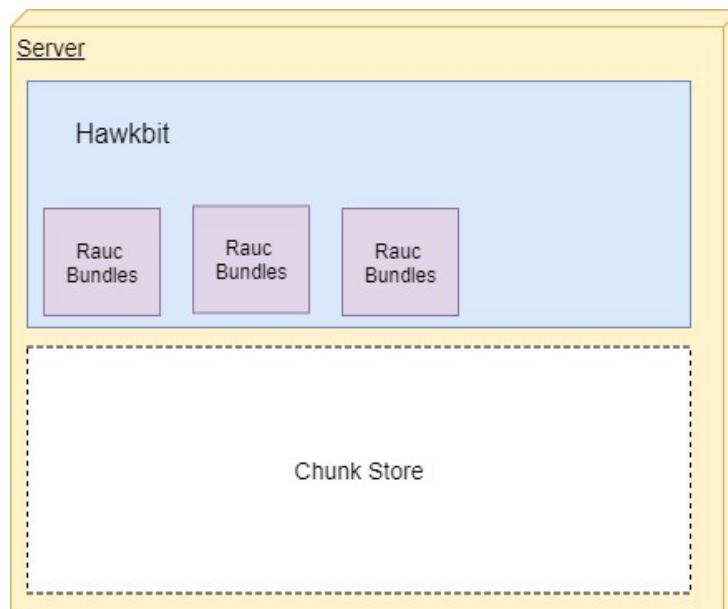 Server
Hawkbit
Rauc
Bundles
Rauc
Bundles
Rauc
Bundles
Chunk Store